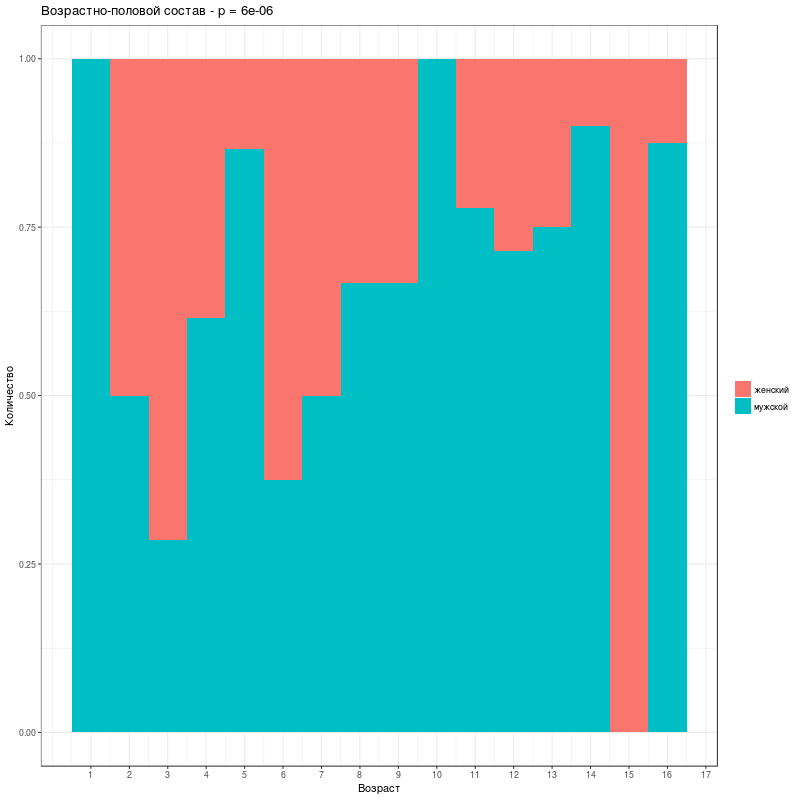 Возрастно-половой состав - p = 6e-06
Количество
1.00
0.75
0.50
0.25
0.00
1 2 3 4 5 6 7 8 9 10 11 12 13 14 15 16 17
Возраст
женский
мужской